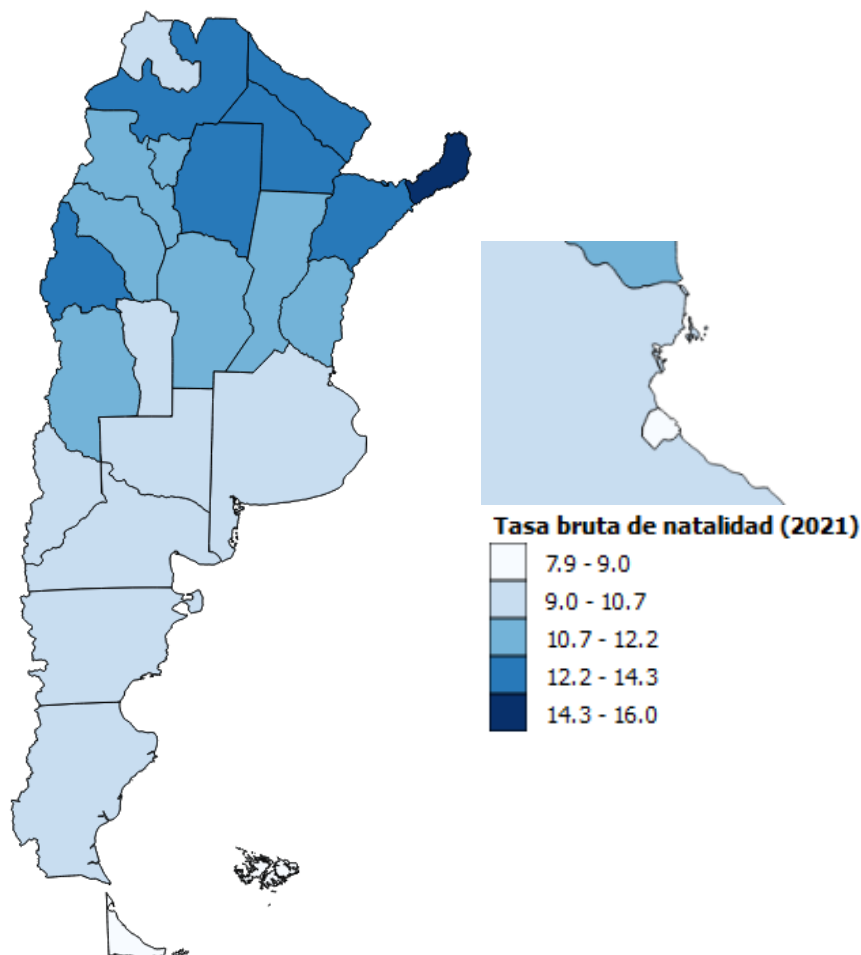 Tasa bruta de natalidad (2021)
7.9 - 9.0
9.0 - 10.7
10.7 - 12.2
12.2 - 14.3
14.3 - 16.0